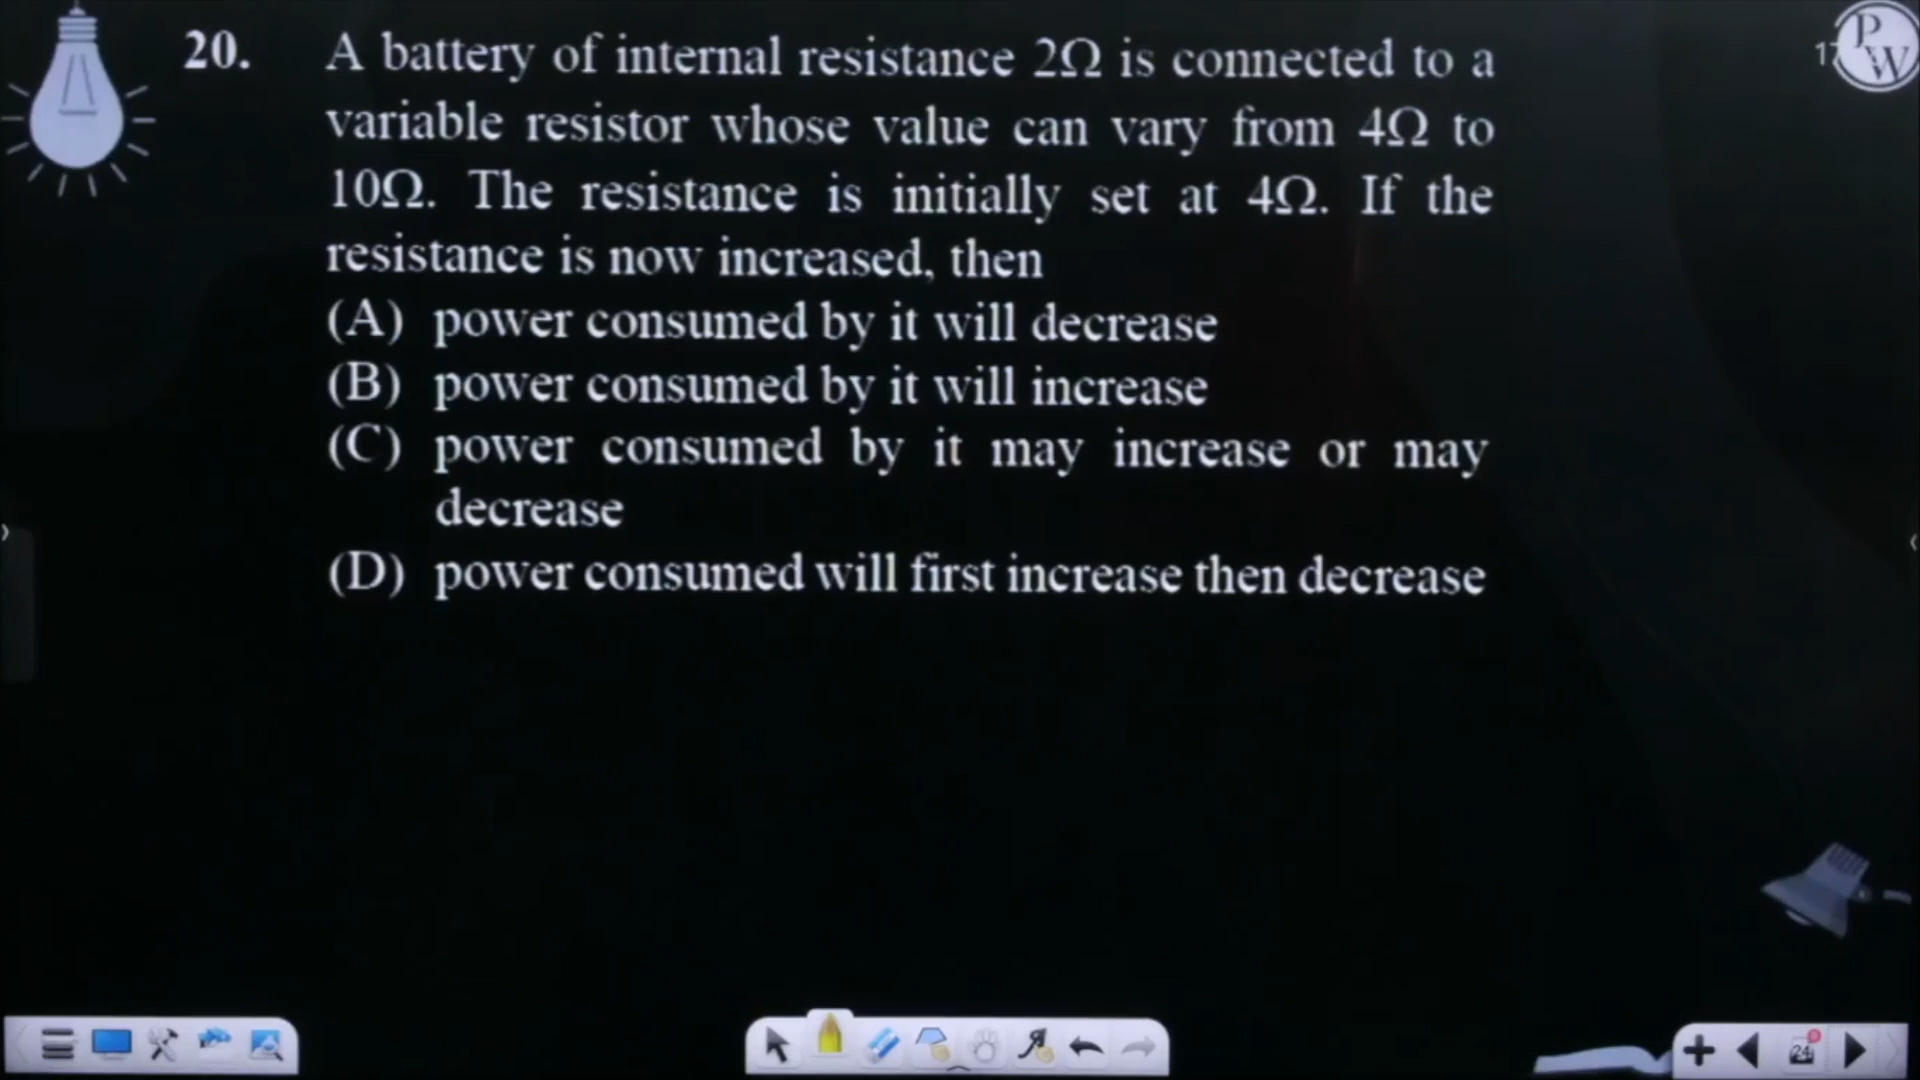 20. A battery of internal resistance 2Ω is connected to a
variable resistor whose value can vary from 4Ω to
10Ω. The resistance is initially set at 4Ω. If the
resistance is now increased, then
(A) power consumed by it will decrease
(B) power consumed by it will increase
(C) power consumed by it may increase or may
decrease
(D) power consumed will first increase then decrease
PW
24